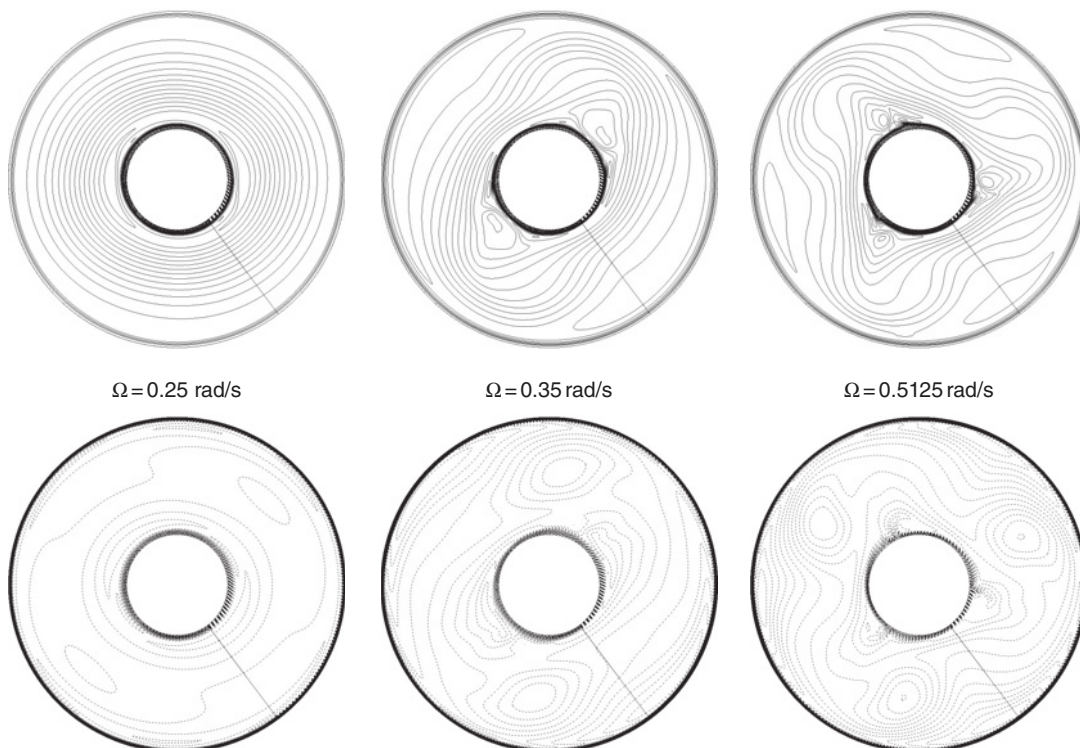 Ω = 0.25 rad/s
Ω = 0.35 rad/s
Ω = 0.5125 rad/s